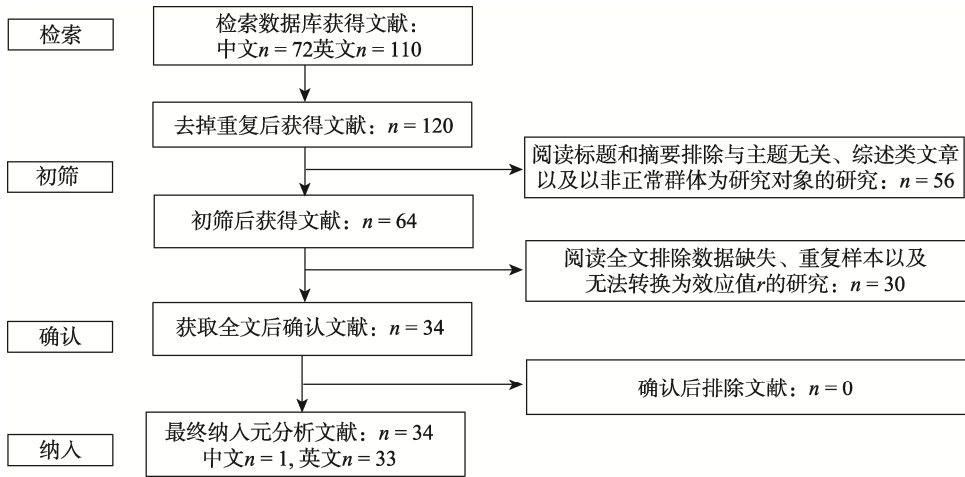 检索
检索数据库获得文献：
中文n = 72英文n = 110
去掉重复后获得文献：n = 120
初筛
阅读标题和摘要排除与主题无关、综述类文章
以及以非正常群体为研究对象的研究：n = 56
初筛后获得文献：n = 64
阅读全文排除数据缺失、重复样本以及
无法转换为效应值r的研究：n = 30
确认
获取全文后确认文献：n = 34
确认后排除文献：n = 0
纳入
最终纳入元分析文献：n = 34
中文n = 1, 英文n = 33